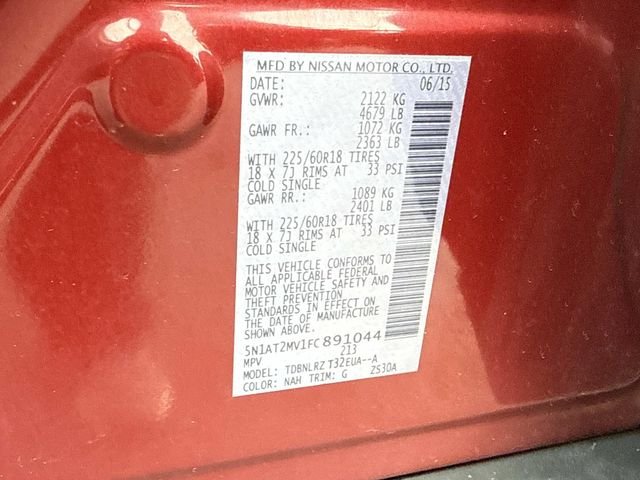 MFD BY NISSAN MOTOR CO., LTD.
DATE: 06/15
GVWR: 2122 KG
4679 LB
GAWR FR.: 1072 KG
2363 LB
WITH 225/60R18 TIRES
18 X 7J RIMS AT 33 PSI
COLD SINGLE
GAWR RR.: 1089 KG
2401 LB
WITH 225/60R18 TIRES
18 X 7J RIMS AT 33 PSI
COLD SINGLE
THIS VEHICLE CONFORMS TO
ALL APPLICABLE FEDERAL
MOTOR VEHICLE SAFETY AND
THEFT PREVENTION
STANDARDS IN EFFECT ON
THE DATE OF MANUFACTURE
SHOWN ABOVE.
5N1AT2MV1FC891044
MPV 213
MODEL: TDBNLRZ T32EUA--A
COLOR: NAH TRIM: G ZS30A